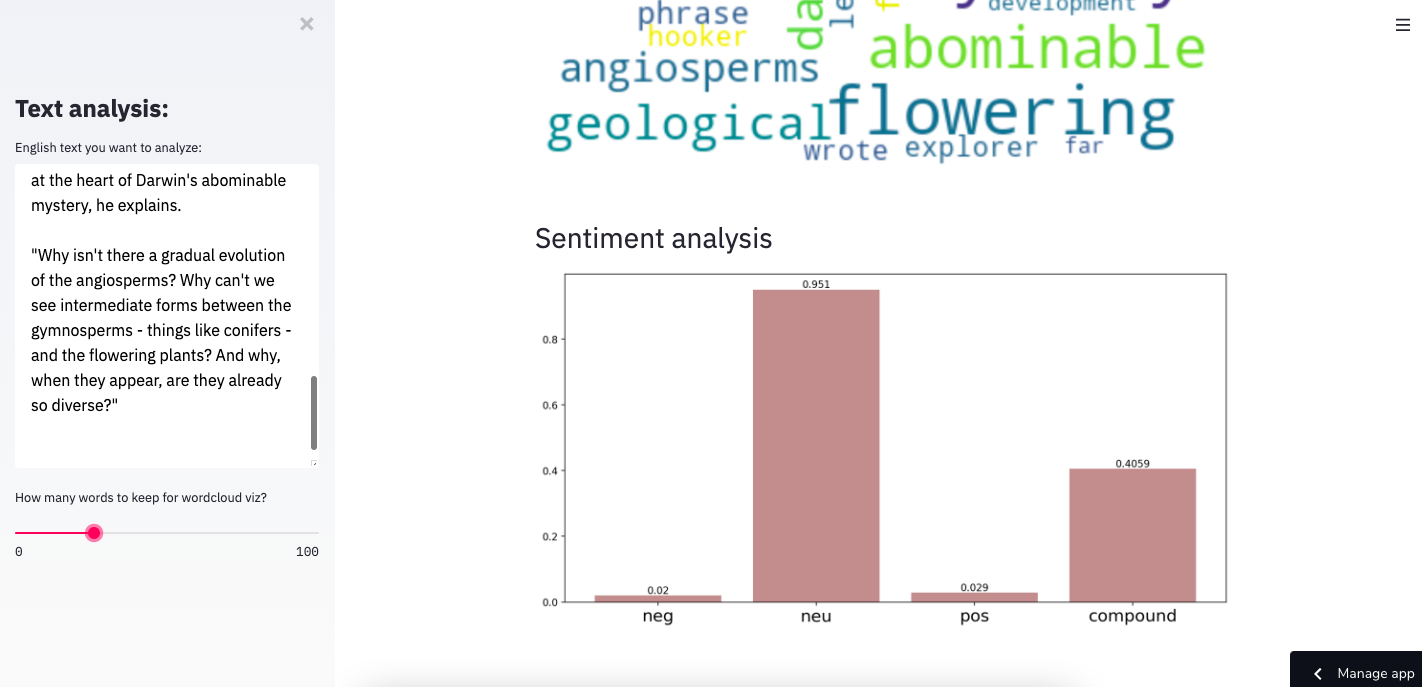 Text analysis:
English text you want to analyze:
at the heart of Darwin's abominable
mystery, he explains.
"Why isn't there a gradual evolution
of the angiosperms? Why can't we
see intermediate forms between the
gymnosperms - things like conifers -
and the flowering plants? And why,
when they appear, are they already
so diverse?"
How many words to keep for wordcloud viz?
0 100
phrase
development
hooker
abominable
angiosperms
flowering
geological
wrote explorer far
Sentiment analysis
0.951
0.8
0.6
0.4059
0.4
0.2
0.02
0.029
0.0
neg neu pos compound
Manage app